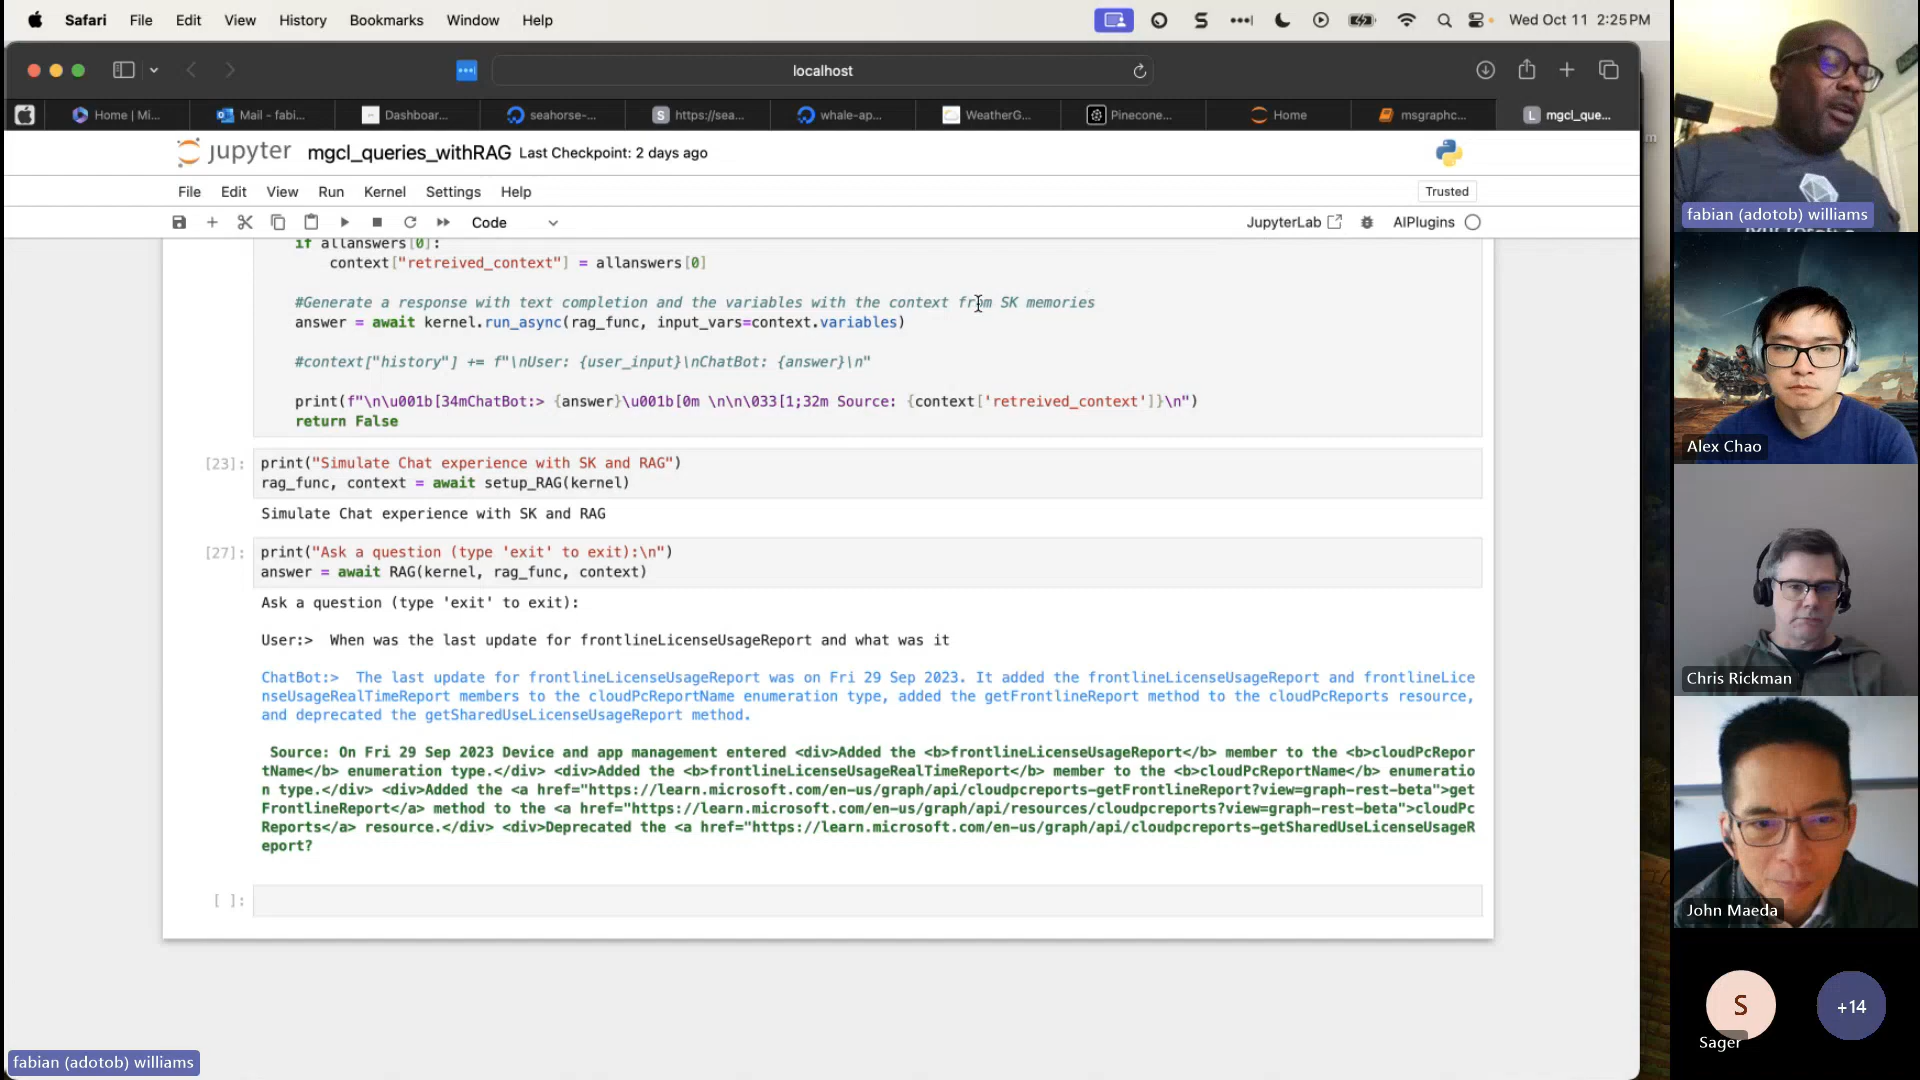 Safari File Edit View History Bookmarks Window Help Wed Oct 11 2:25 PM
localhost
Home | Mi... Mail - fabi... Dashboar... seahorse-... S https://sea... whale-ap... WeatherG... Pinecone... Home msgraphc... L mgcl_que...
jupyter mgcl_queries_withRAG Last Checkpoint: 2 days ago
File Edit View Run Kernel Settings Help Trusted
Code JupyterLab AIPlugins
if allanswers[0]:
context["retreived_context"] = allanswers[0]
#Generate a response with text completion and the variables with the context from SK memories
answer = await kernel.run_async(rag_func, input_vars=context.variables)
#context["history"] += f"\nUser: {user_input}\nChatBot: {answer}\n"
print(f"\n\u001b[34mChatBot:> {answer}\u001b[0m \n\n\033[1;32m Source: {context['retreived_context']}\n")
return False
[23]: print("Simulate Chat experience with SK and RAG")
rag_func, context = await setup_RAG(kernel)
Simulate Chat experience with SK and RAG
[27]: print("Ask a question (type 'exit' to exit):\n")
answer = await RAG(kernel, rag_func, context)
Ask a question (type 'exit' to exit):
User:> When was the last update for frontlineLicenseUsageReport and what was it
ChatBot:> The last update for frontlineLicenseUsageReport was on Fri 29 Sep 2023. It added the frontlineLicenseUsageReport and frontlineLice
nseUsageRealTimeReport members to the cloudPcReportName enumeration type, added the getFrontlineReport method to the cloudPcReports resource,
and deprecated the getSharedUseLicenseUsageReport method.
Source: On Fri 29 Sep 2023 Device and app management entered <div>Added the <b>frontlineLicenseUsageReport</b> member to the <b>cloudPcRepor
tName</b> enumeration type.</div> <div>Added the <b>frontlineLicenseUsageRealTimeReport</b> member to the <b>cloudPcReportName</b> enumeratio
n type.</div> <div>Added the <a href="https://learn.microsoft.com/en-us/graph/api/cloudpcreports-getFrontlineReport?view=graph-rest-beta">get
FrontlineReport</a> method to the <a href="https://learn.microsoft.com/en-us/graph/api/resources/cloudpcreports?view=graph-rest-beta">cloudPc
Reports</a> resource.</div> <div>Deprecated the <a href="https://learn.microsoft.com/en-us/graph/api/cloudpcreports-getSharedUseLicenseUsageR
eport?
[ ]:
fabian (adotob) williams
fabian (adotob) williams
Alex Chao
Chris Rickman
John Maeda
S +14
Sager